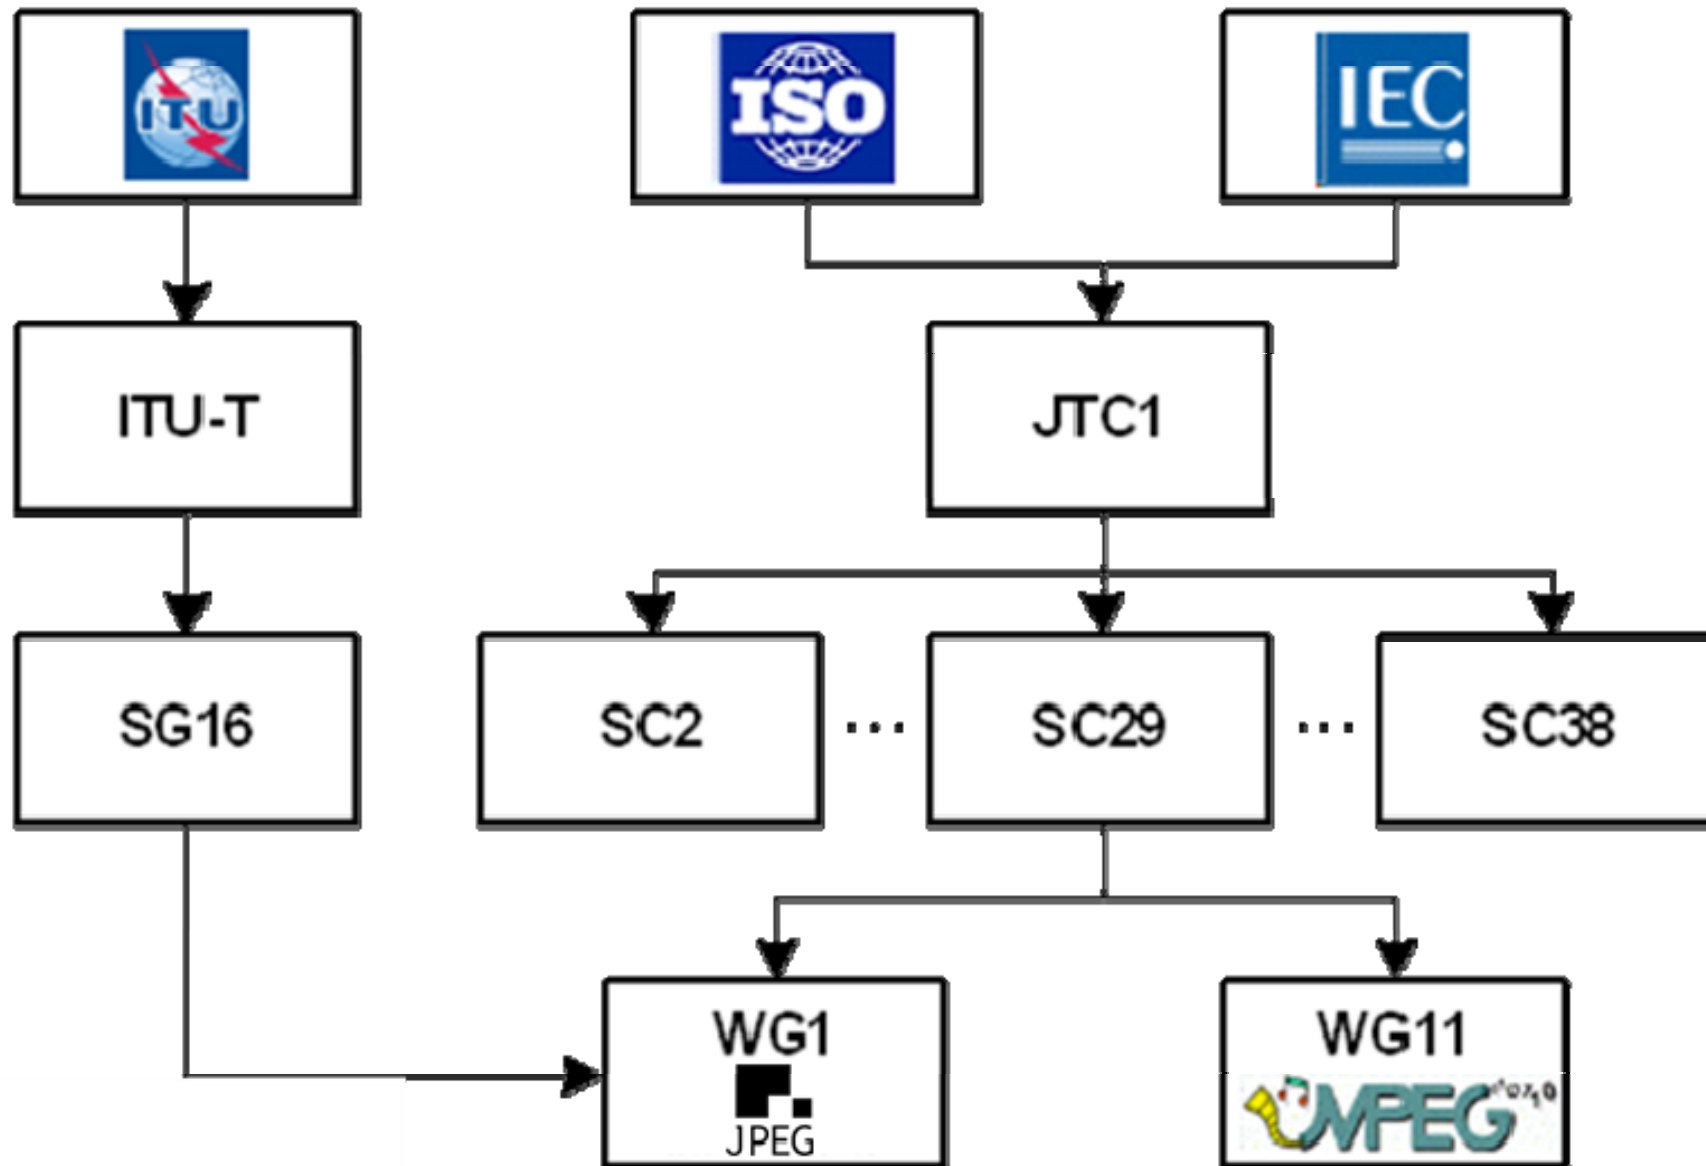 ITU
ISO
IEC
ITU-T
JTC1
SG16
SC2
...
SC29
...
SC38
WG1
JPEG
WG11
MPEG